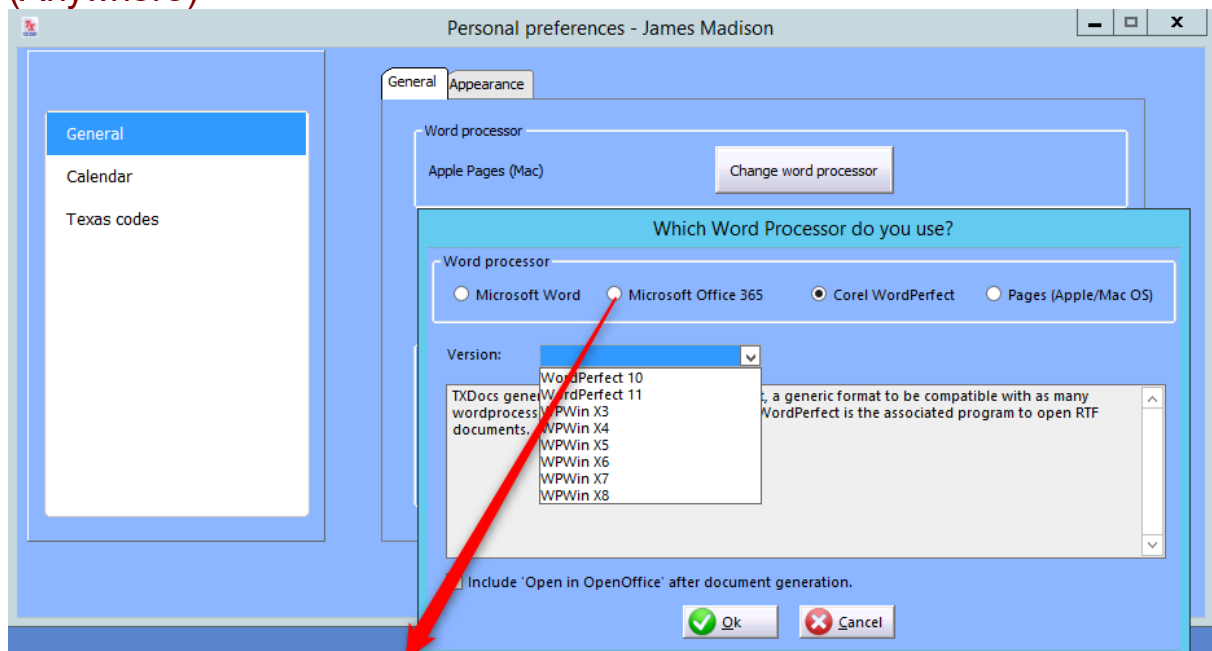 (Anywhere)
Personal preferences - James Madison
General Appearance
General
Calendar
Texas codes
Word processor
Apple Pages (Mac)
Change word processor
Which Word Processor do you use?
Word processor
Microsoft Word Microsoft Office 365 Corel WordPerfect Pages (Apple/Mac OS)
Version:
WordPerfect 10
WordPerfect 11
WPWin X3
WPWin X4
WPWin X5
WPWin X6
WPWin X7
WPWin X8
TXDocs a generic format to be compatible with as many
WordPerfect is the associated program to open RTF
documents.
Include 'Open in OpenOffice' after document generation.
Ok Cancel